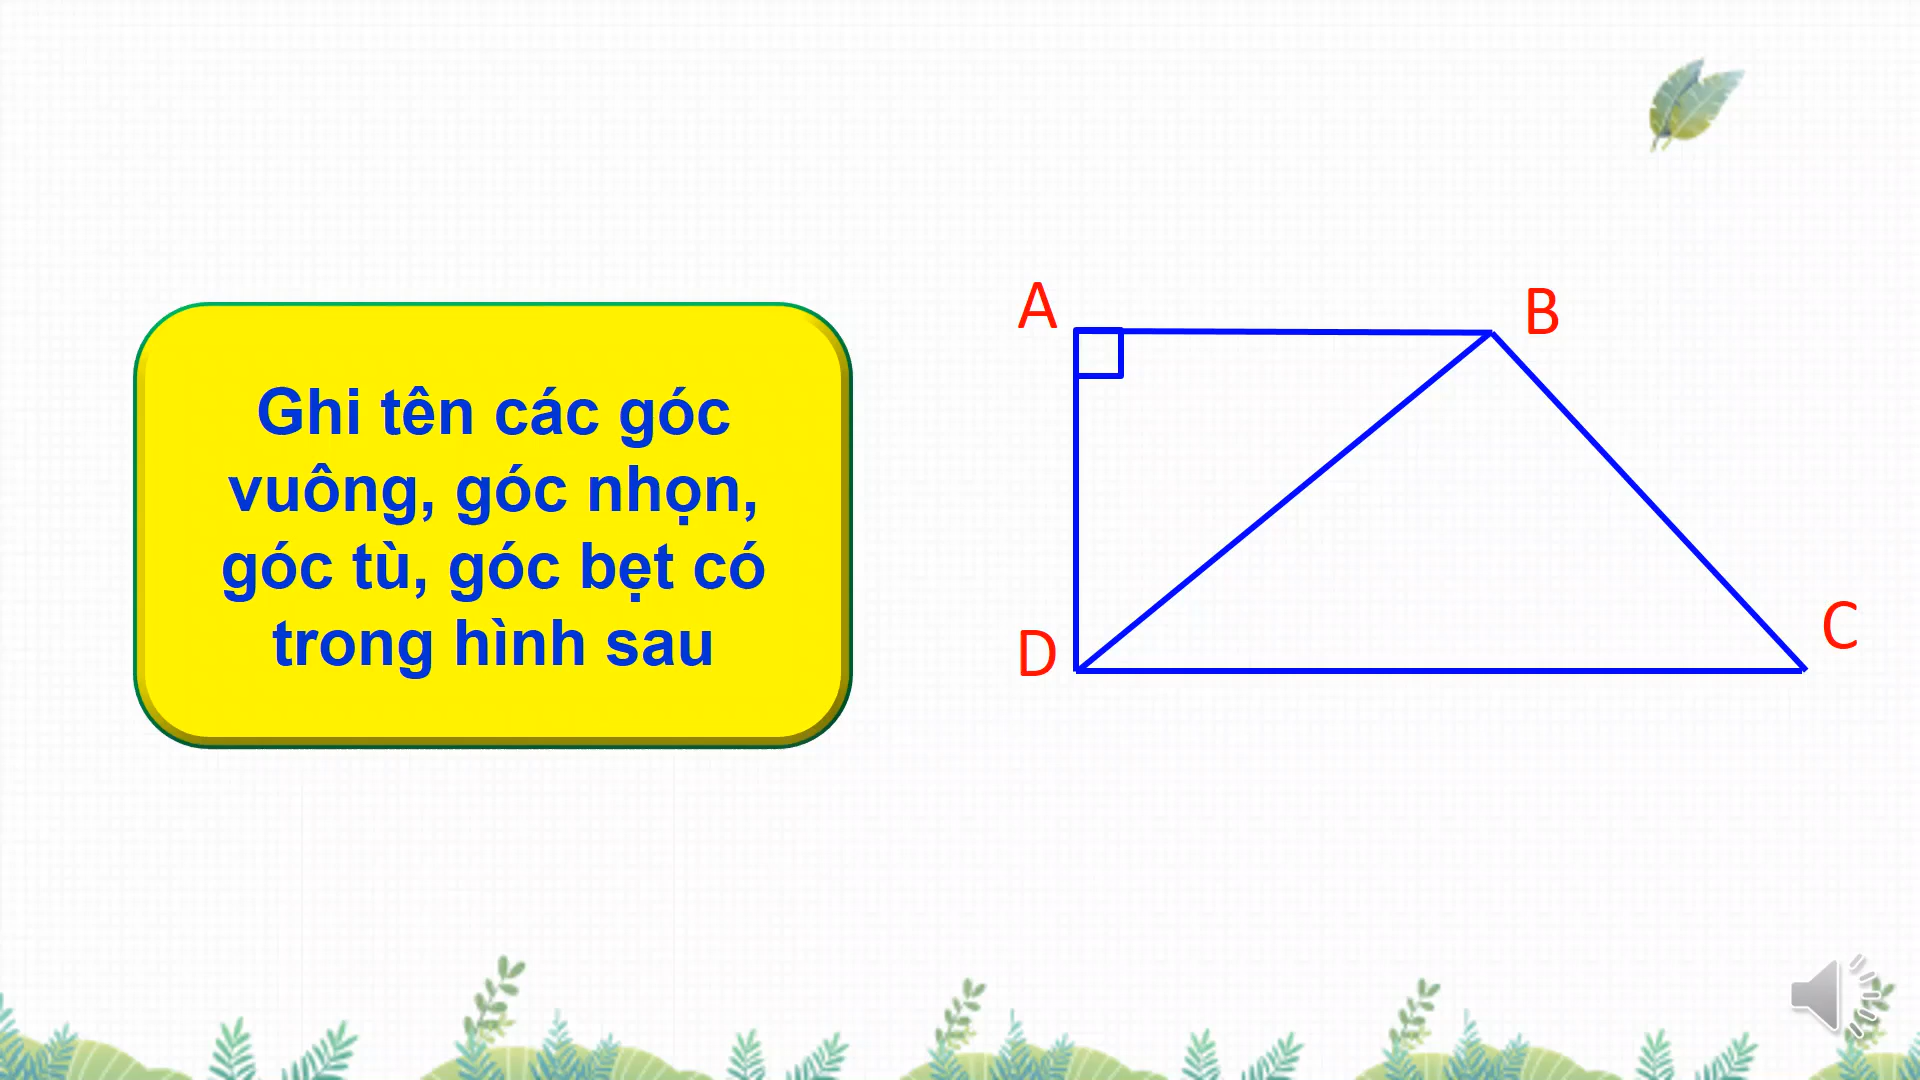 Ghi tên các góc
vuông, góc nhọn,
góc tù, góc bẹt có
trong hình sau
A
B
D
C